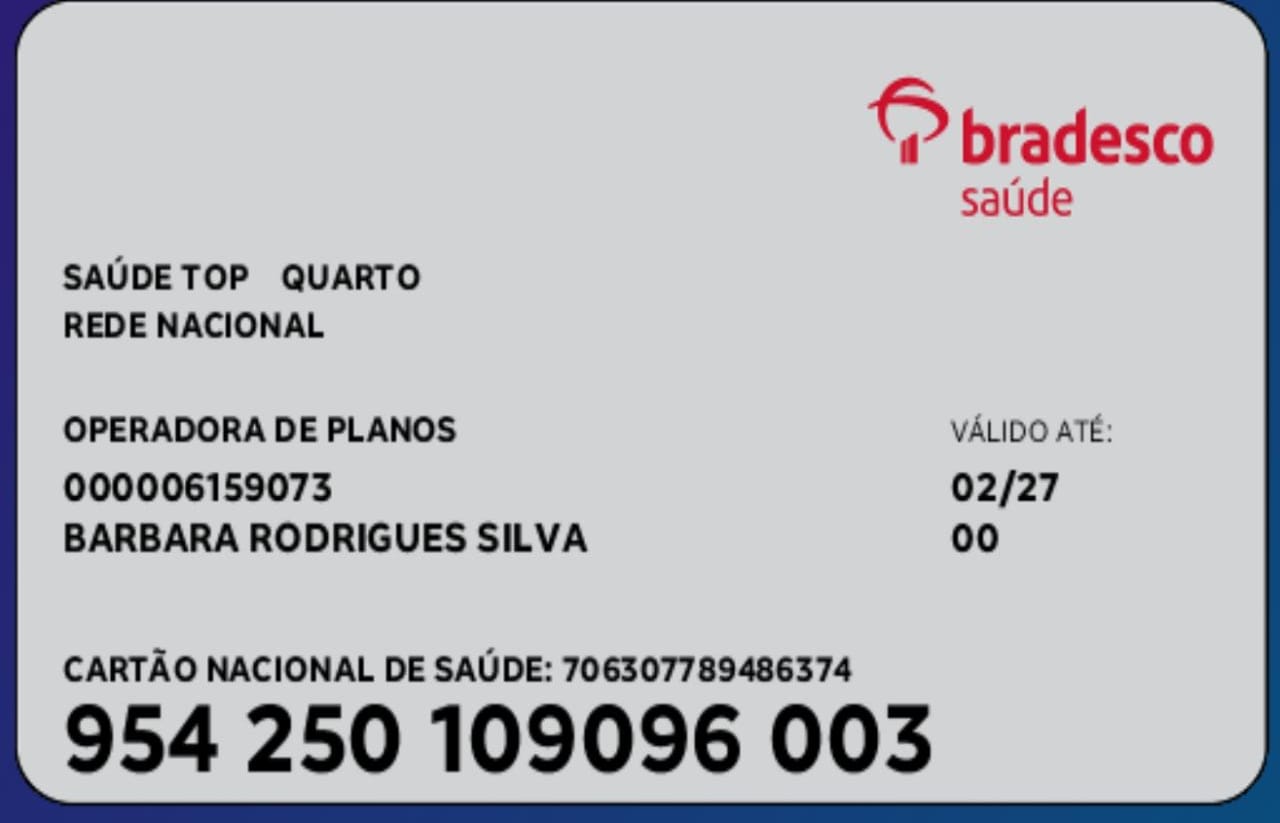 bradesco
saúde
SAÚDE TOP QUARTO
REDE NACIONAL
OPERADORA DE PLANOS
VÁLIDO ATÉ:
000006159073
02/27
BARBARA RODRIGUES SILVA
00
CARTÃO NACIONAL DE SAÚDE: 706307789486374
954 250 109096 003